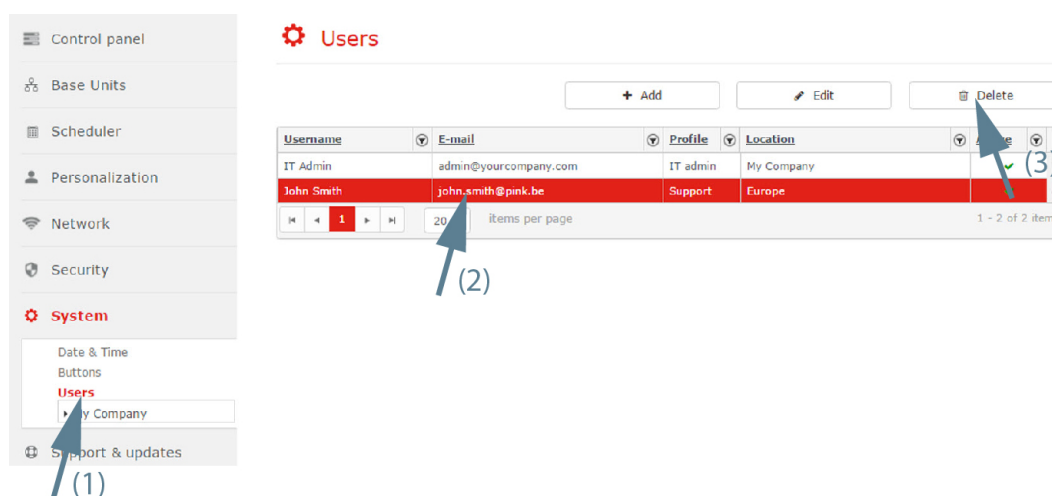 Control panel
Base Units
Scheduler
Personalization
Network
Security
System
Date & Time
Buttons
Users
My Company
Support & updates
(1)
Users
+ Add
Edit
Delete
Username E-mail Profile Location
IT Admin admin@yourcompany.com IT admin My Company
John Smith john.smith@pink.be Support Europe
1 20 items per page 1 - 2 of 2 item
(2)
(3)